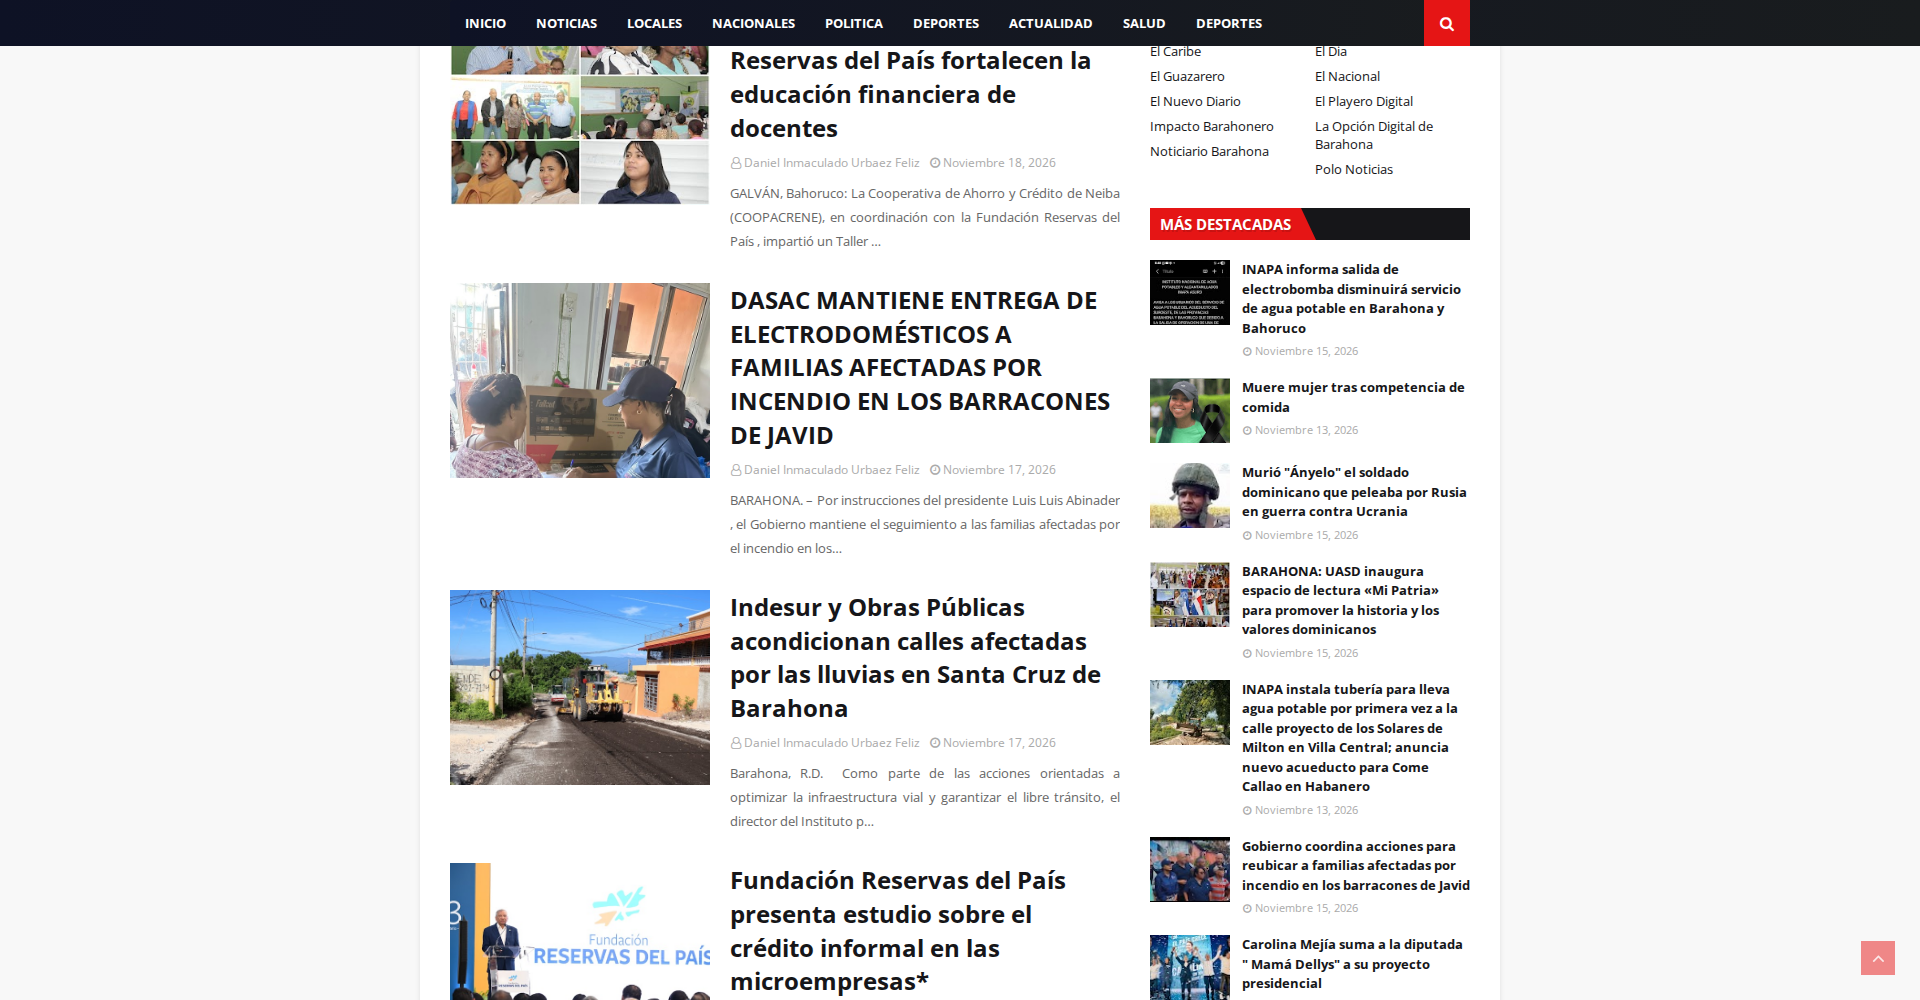 INICIO NOTICIAS LOCALES NACIONALES POLITICA DEPORTES ACTUALIDAD SALUD DEPORTES
Reservas del País fortalecen la
educación financiera de
docentes
Daniel Inmaculado Urbaez Feliz Noviembre 18, 2026
GALVÁN, Bahoruco: La Cooperativa de Ahorro y Crédito de Neiba
(COOPACRENE), en coordinación con la Fundación Reservas del
País , impartió un Taller ...
DASAC MANTIENE ENTREGA DE
ELECTRODOMÉSTICOS A
FAMILIAS AFECTADAS POR
INCENDIO EN LOS BARRACONES
DE JAVID
Daniel Inmaculado Urbaez Feliz Noviembre 17, 2026
BARAHONA. – Por instrucciones del presidente Luis Luis Abinader
, el Gobierno mantiene el seguimiento a las familias afectadas por
el incendio en los...
Indesur y Obras Públicas
acondicionan calles afectadas
por las lluvias en Santa Cruz de
Barahona
Daniel Inmaculado Urbaez Feliz Noviembre 17, 2026
Barahona, R.D. Como parte de las acciones orientadas a
optimizar la infraestructura vial y garantizar el libre tránsito, el
director del Instituto p...
Fundación
RESERVAS DEL PAÍS
Fundación Reservas del País
presenta estudio sobre el
crédito informal en las
microempresas*
El Caribe
El Guazarero
El Nuevo Diario
Impacto Barahonero
Noticiario Barahona
El Dia
El Nacional
El Playero Digital
La Opción Digital de
Barahona
Polo Noticias
MÁS DESTACADAS
INAPA informa salida de
electrobomba disminuirá servicio
de agua potable en Barahona y
Bahoruco
Noviembre 15, 2026
Muere mujer tras competencia de
comida
Noviembre 13, 2026
Murió "Ányelo" el soldado
dominicano que peleaba por Rusia
en guerra contra Ucrania
Noviembre 15, 2026
BARAHONA: UASD inaugura
espacio de lectura «Mi Patria»
para promover la historia y los
valores dominicanos
Noviembre 15, 2026
INAPA instala tubería para lleva
agua potable por primera vez a la
calle proyecto de los Solares de
Milton en Villa Central; anuncia
nuevo acueducto para Come
Callao en Habanero
Noviembre 13, 2026
Gobierno coordina acciones para
reubicar a familias afectadas por
incendio en los barracones de Javid
Noviembre 15, 2026
Carolina Mejía suma a la diputada
" Mamá Dellys" a su proyecto
presidencial